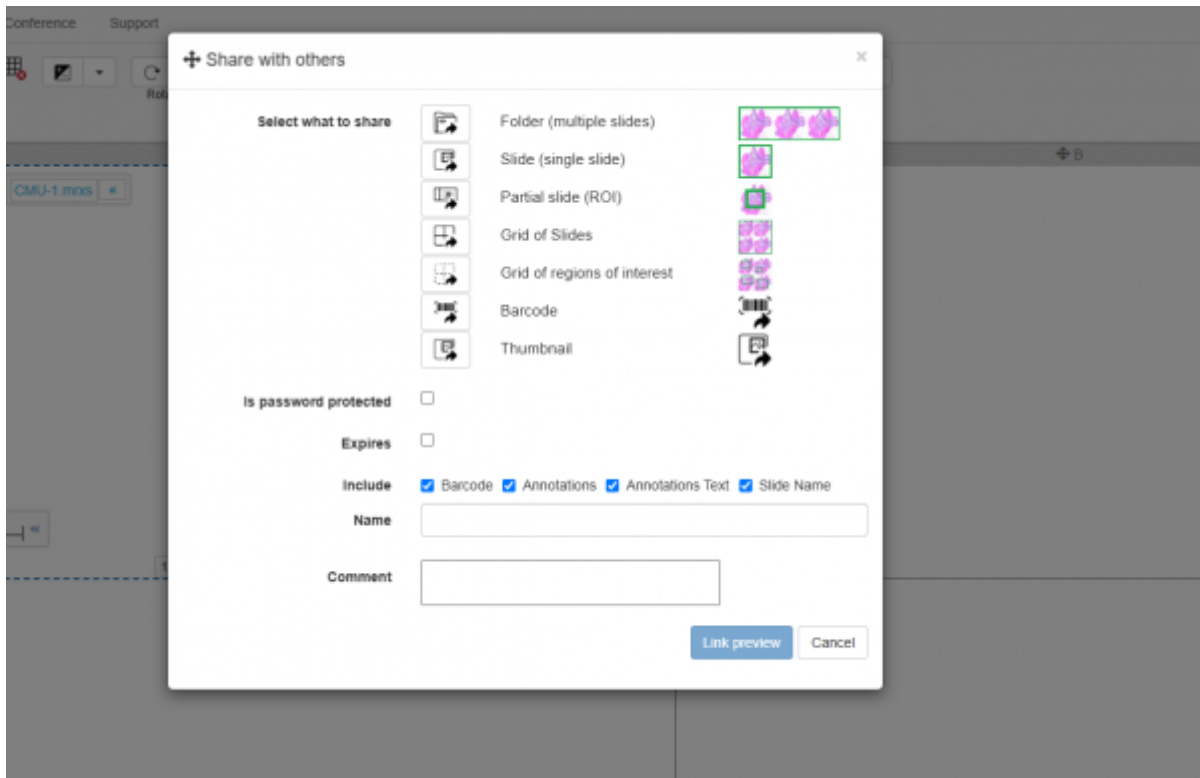 Conference Support
Share with others ×
Select what to share
Folder (multiple slides)
Slide (single slide)
Partial slide (ROI)
Grid of Slides
Grid of regions of interest
Barcode
Thumbnail
Is password protected
Expires
Include Barcode Annotations Annotations Text Slide Name
Name
Comment
Link preview Cancel
B
CMU-1 mrxs «
«
1